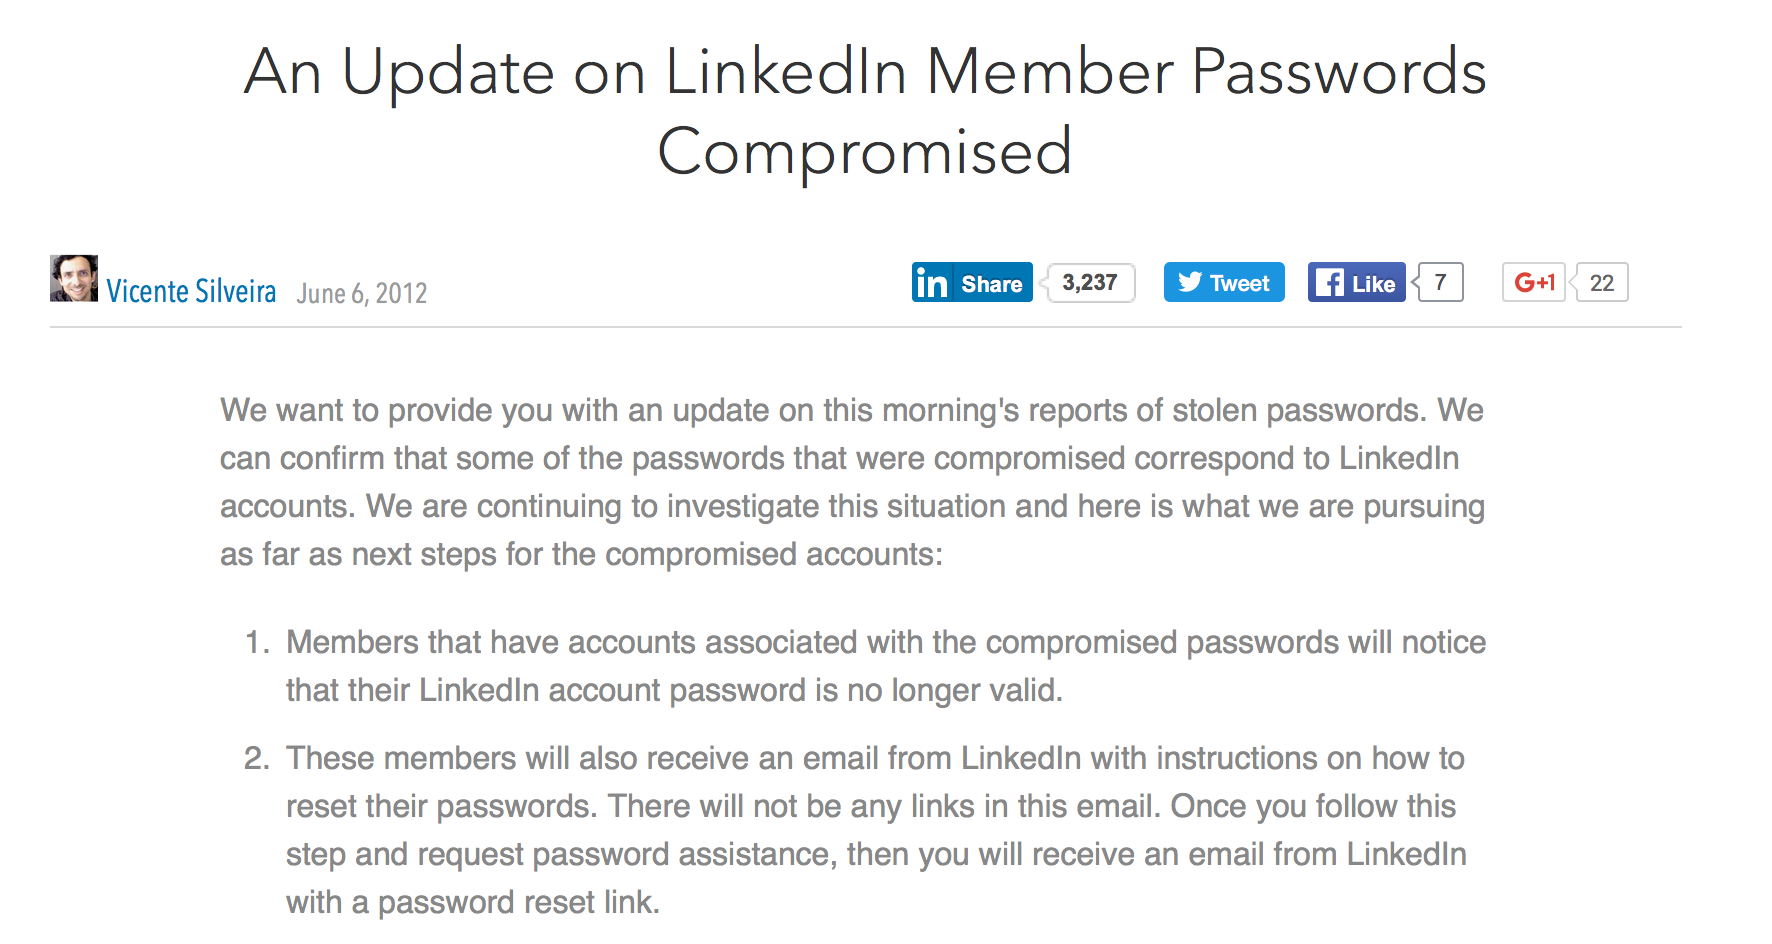 An Update on LinkedIn Member Passwords
Compromised
Vicente Silveira June 6, 2012
in Share 3,237 Tweet f Like 7 G+1 22
We want to provide you with an update on this morning's reports of stolen passwords. We
can confirm that some of the passwords that were compromised correspond to LinkedIn
accounts. We are continuing to investigate this situation and here is what we are pursuing
as far as next steps for the compromised accounts:
1. Members that have accounts associated with the compromised passwords will notice
that their LinkedIn account password is no longer valid.
2. These members will also receive an email from LinkedIn with instructions on how to
reset their passwords. There will not be any links in this email. Once you follow this
step and request password assistance, then you will receive an email from LinkedIn
with a password reset link.